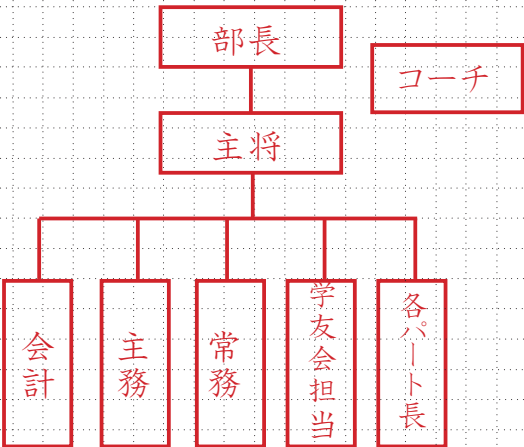 部長
コーチ
主将
会計
主務
常務
学友会担当
各パート長